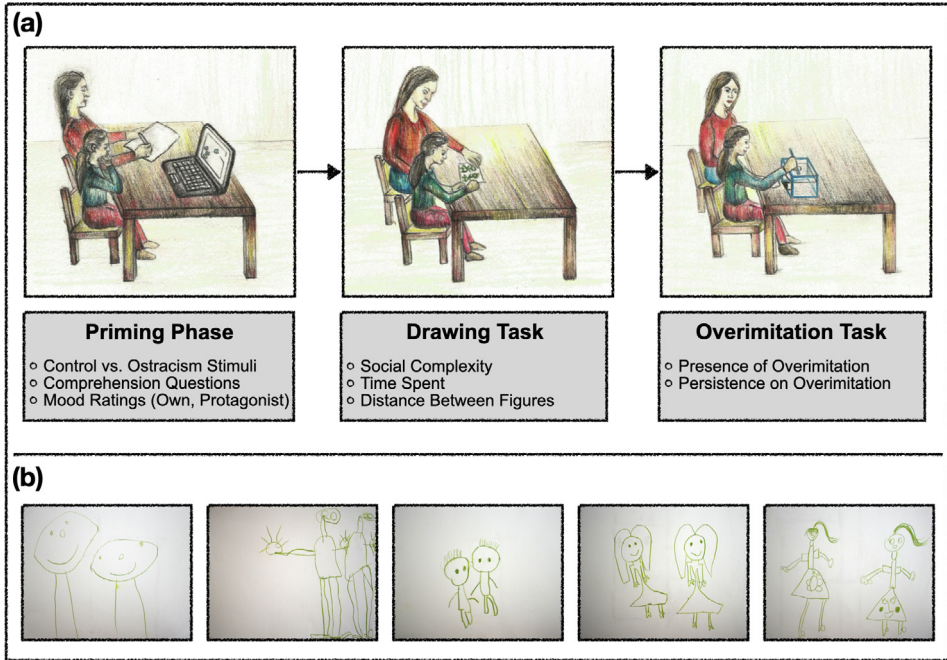 (a)
Priming Phase
Control vs. Ostracism Stimuli
Comprehension Questions
Mood Ratings (Own, Protagonist)
Drawing Task
Social Complexity
Time Spent
Distance Between Figures
Overimitation Task
Presence of Overimitation
Persistence on Overimitation
(b)